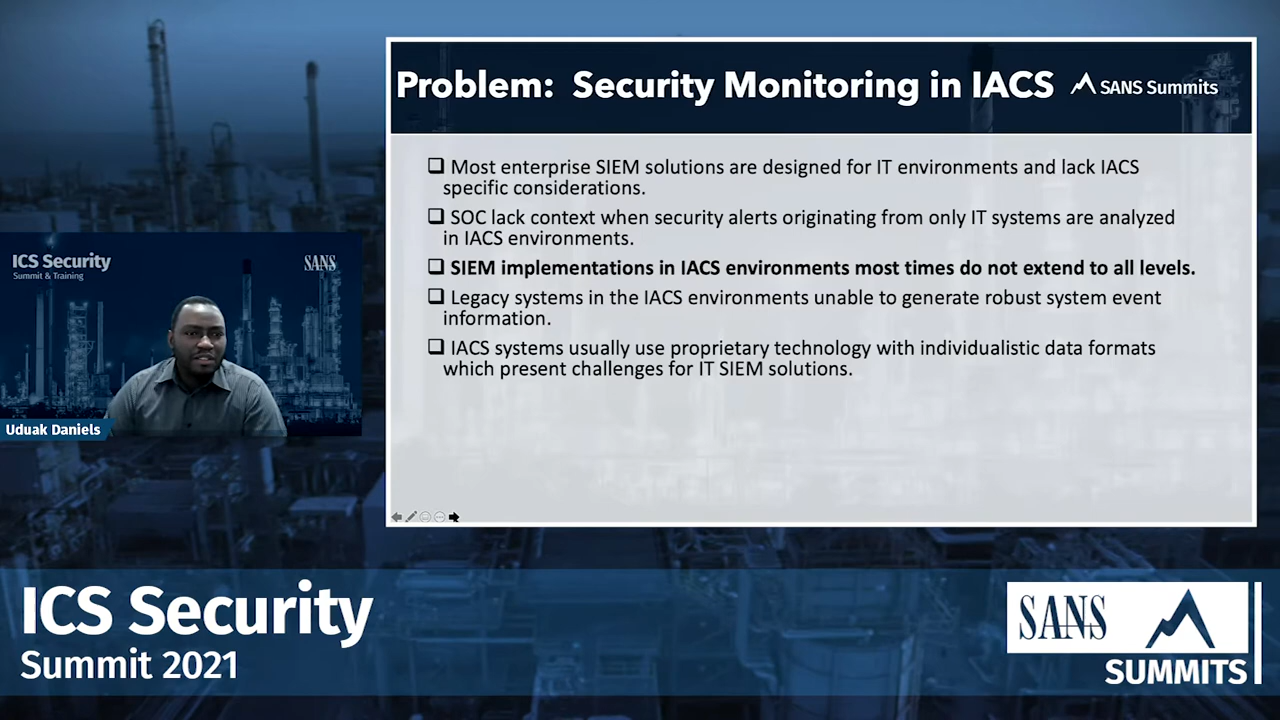 Problem: Security Monitoring in IACS
SANS Summits
❑ Most enterprise SIEM solutions are designed for IT environments and lack IACS
specific considerations.
❑ SOC lack context when security alerts originating from only IT systems are analyzed
in IACS environments.
❑ SIEM implementations in IACS environments most times do not extend to all levels.
❑ Legacy systems in the IACS environments unable to generate robust system event
information.
❑ IACS systems usually use proprietary technology with individualistic data formats
which present challenges for IT SIEM solutions.
ICS Security
Summit & Training
SANS
Uduak Daniels
ICS Security
Summit 2021
SANS
SUMMITS